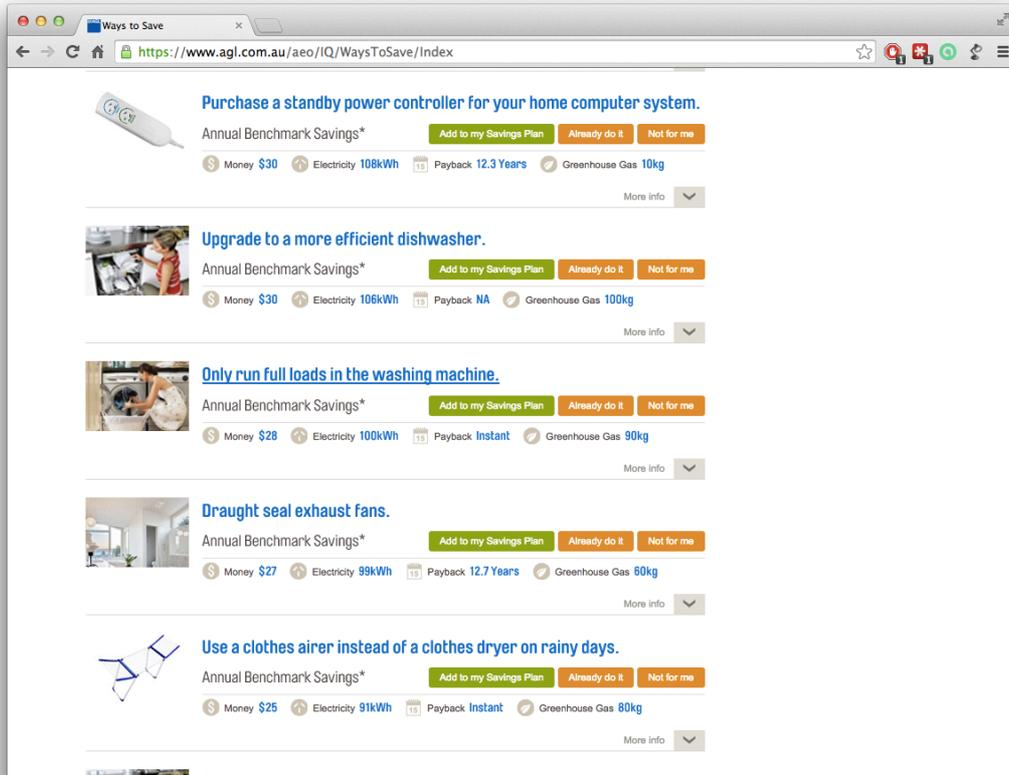 Ways to Save
https://www.agl.com.au/aeo/IQ/WaysToSave/Index
1
1
Purchase a standby power controller for your home computer system.
Annual Benchmark Savings* Add to my Savings Plan Already do it Not for me
$ Money $30 Electricity 108kWh 15 Payback 12.3 Years Greenhouse Gas 10kg
More info
Upgrade to a more efficient dishwasher.
Annual Benchmark Savings* Add to my Savings Plan Already do it Not for me
$ Money $30 Electricity 106kWh 15 Payback NA Greenhouse Gas 100kg
More info
Only run full loads in the washing machine.
Annual Benchmark Savings* Add to my Savings Plan Already do it Not for me
$ Money $28 Electricity 100kWh 15 Payback Instant Greenhouse Gas 90kg
More info
Draught seal exhaust fans.
Annual Benchmark Savings* Add to my Savings Plan Already do it Not for me
$ Money $27 Electricity 99kWh 15 Payback 12.7 Years Greenhouse Gas 60kg
More info
Use a clothes airer instead of a clothes dryer on rainy days.
Annual Benchmark Savings* Add to my Savings Plan Already do it Not for me
$ Money $25 Electricity 91kWh 15 Payback Instant Greenhouse Gas 80kg
More info